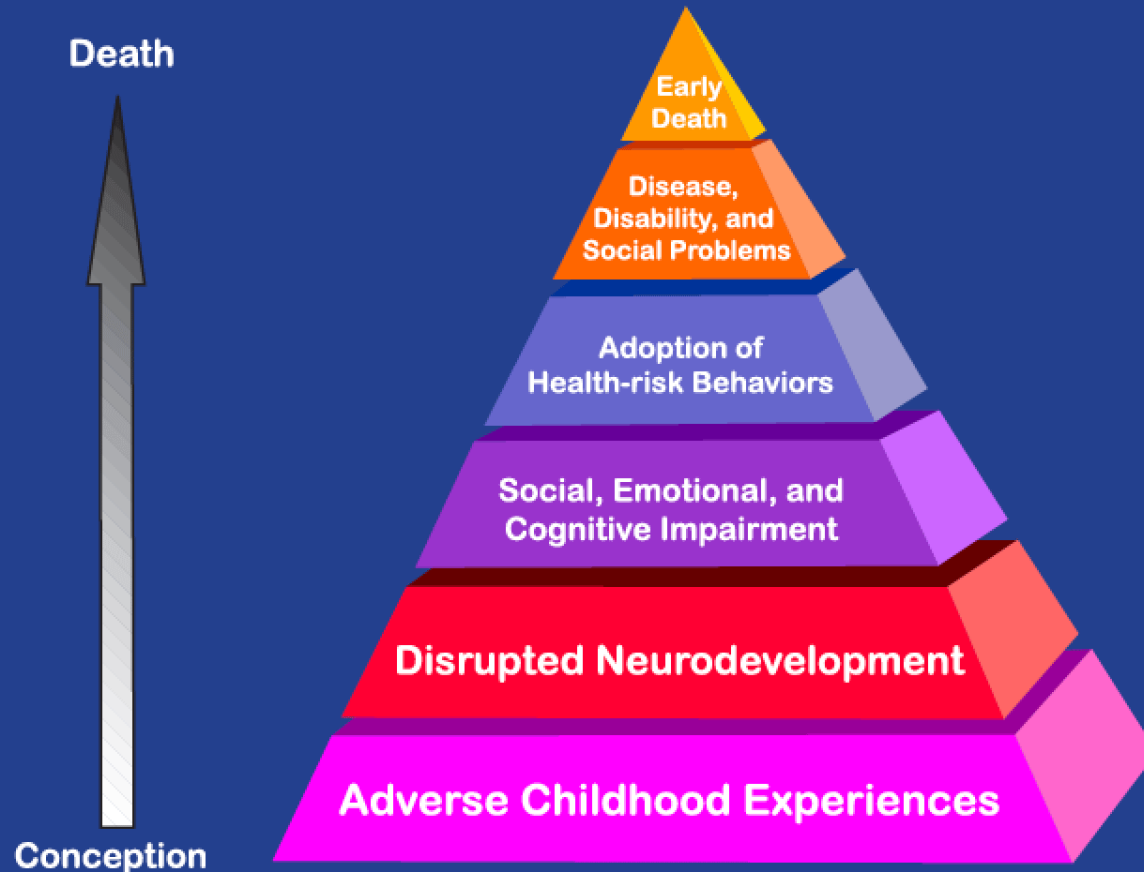 Death
Early
Death
Disease,
Disability, and
Social Problems
Adoption of
Health-risk Behaviors
Social, Emotional, and
Cognitive Impairment
Disrupted Neurodevelopment
Adverse Childhood Experiences
Conception